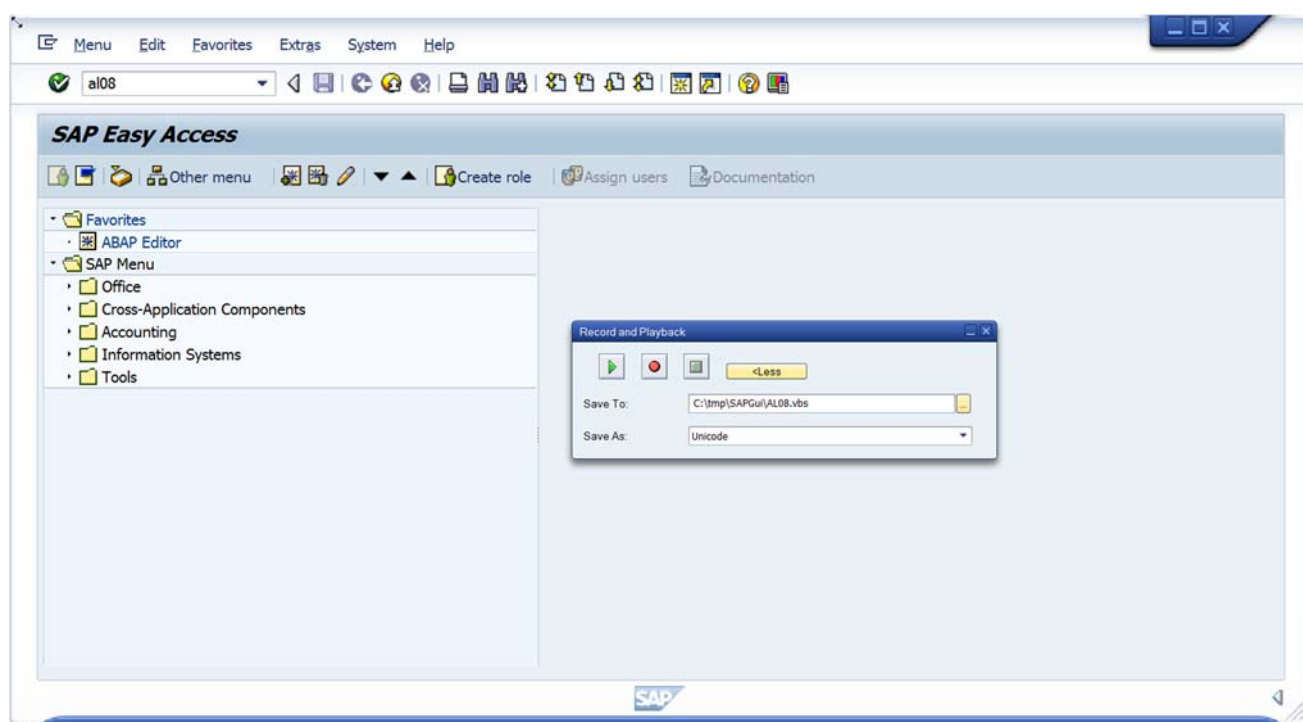 Menu Edit Favorites Extras System Help
al08
SAP Easy Access
Other menu Create role Assign users Documentation
Favorites
ABAP Editor
SAP Menu
Office
Cross-Application Components
Accounting
Information Systems
Tools
Record and Playback
<Less
Save To: C:\tmp\SAPGui\AL08.vbs ...
Save As: Unicode
SAP